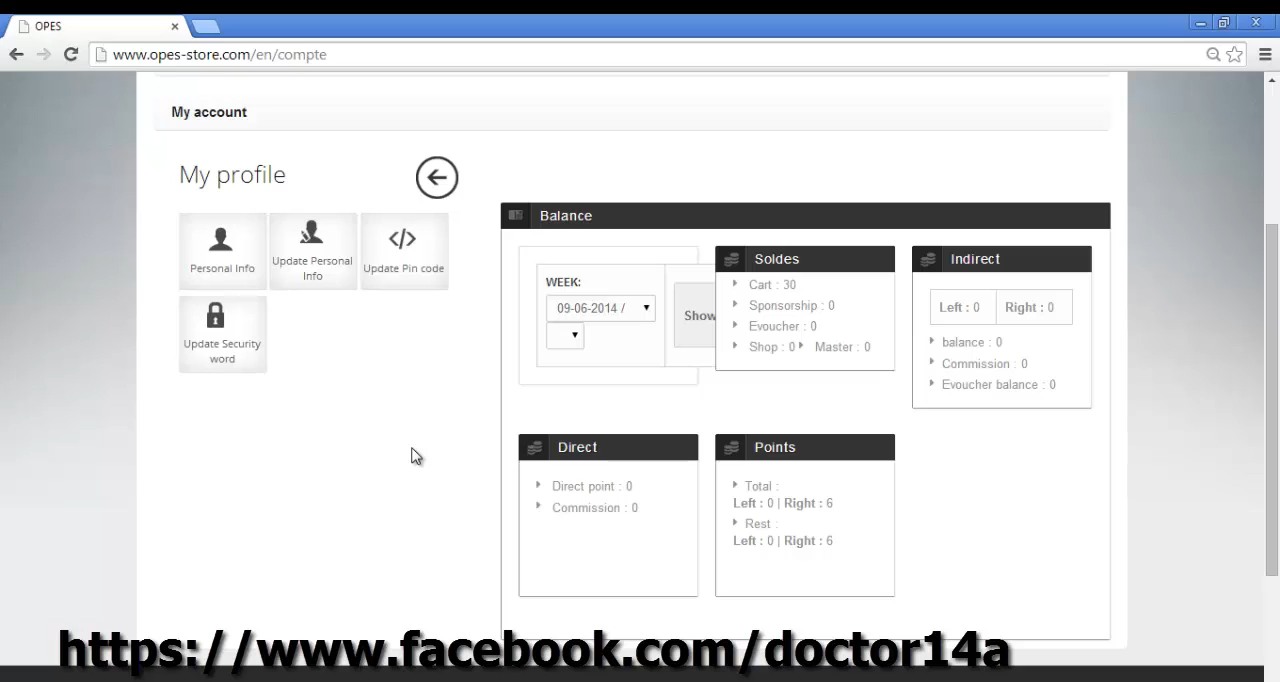 OPES
www.opes-store.com/en/compte
My account
My profile
Personal Info
Update Personal
Info
Update Pin code
Update Security
word
Balance
WEEK:
09-06-2014 /
Show
Soldes
Cart : 30
Sponsorship : 0
Evoucher : 0
Shop : 0 Master : 0
Indirect
Left : 0 Right : 0
balance : 0
Commission : 0
Evoucher balance : 0
Direct
Direct point : 0
Commission : 0
Points
Total :
Left : 0 | Right : 6
Rest :
Left : 0 | Right : 6
https://www.facebook.com/doctor14a